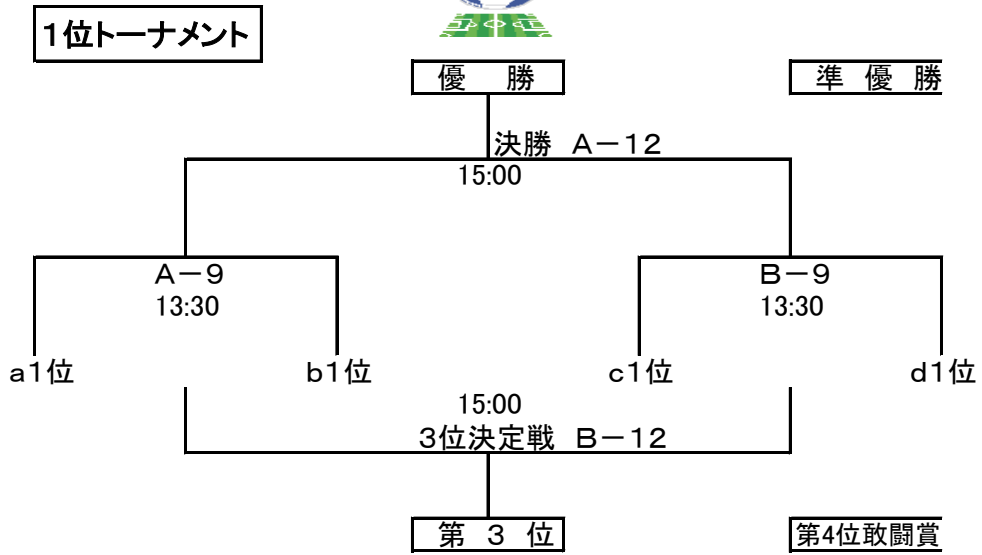 １位トーナメント
優　勝
準　優　勝
決勝　Ａ－１２
15:00
Ａ－９
13:30
Ｂ－９
13:30
ａ１位
ｂ１位
ｃ１位
ｄ１位
15:00
３位決定戦　Ｂ－１２
第　３　位
第4位敢闘賞